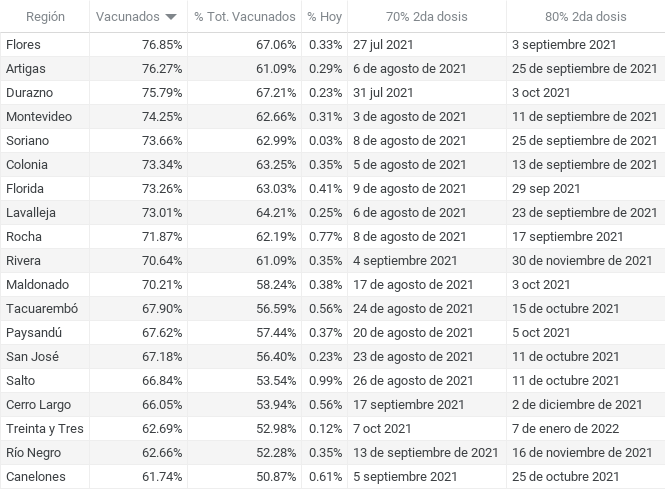 Región Vacunados % Tot. Vacunados % Hoy 70% 2da dosis 80% 2da dosis
Flores 76.85% 67.06% 0.33% 27 jul 2021 3 septiembre 2021
Artigas 76.27% 61.09% 0.29% 6 de agosto de 2021 25 de septiembre de 2021
Durazno 75.79% 67.21% 0.23% 31 jul 2021 3 oct 2021
Montevideo 74.25% 62.66% 0.31% 3 de agosto de 2021 11 de septiembre de 2021
Soriano 73.66% 62.99% 0.03% 8 de agosto de 2021 25 de septiembre de 2021
Colonia 73.34% 63.25% 0.35% 5 de agosto de 2021 13 de septiembre de 2021
Florida 73.26% 63.03% 0.41% 9 de agosto de 2021 29 sep 2021
Lavalleja 73.01% 64.21% 0.25% 6 de agosto de 2021 23 de septiembre de 2021
Rocha 71.87% 62.19% 0.77% 8 de agosto de 2021 17 septiembre 2021
Rivera 70.64% 61.09% 0.35% 4 septiembre 2021 30 de noviembre de 2021
Maldonado 70.21% 58.24% 0.38% 17 de agosto de 2021 3 oct 2021
Tacuarembó 67.90% 56.59% 0.56% 24 de agosto de 2021 15 de octubre 2021
Paysandú 67.62% 57.44% 0.37% 20 de agosto de 2021 5 oct 2021
San José 67.18% 56.40% 0.23% 23 de agosto de 2021 11 de octubre 2021
Salto 66.84% 53.54% 0.99% 26 de agosto de 2021 11 de octubre 2021
Cerro Largo 66.05% 53.94% 0.56% 17 septiembre 2021 2 de diciembre de 2021
Treinta y Tres 62.69% 52.98% 0.12% 7 oct 2021 7 de enero de 2022
Río Negro 62.66% 52.28% 0.35% 13 de septiembre de 2021 16 de noviembre de 2021
Canelones 61.74% 50.87% 0.61% 5 septiembre 2021 25 de octubre 2021